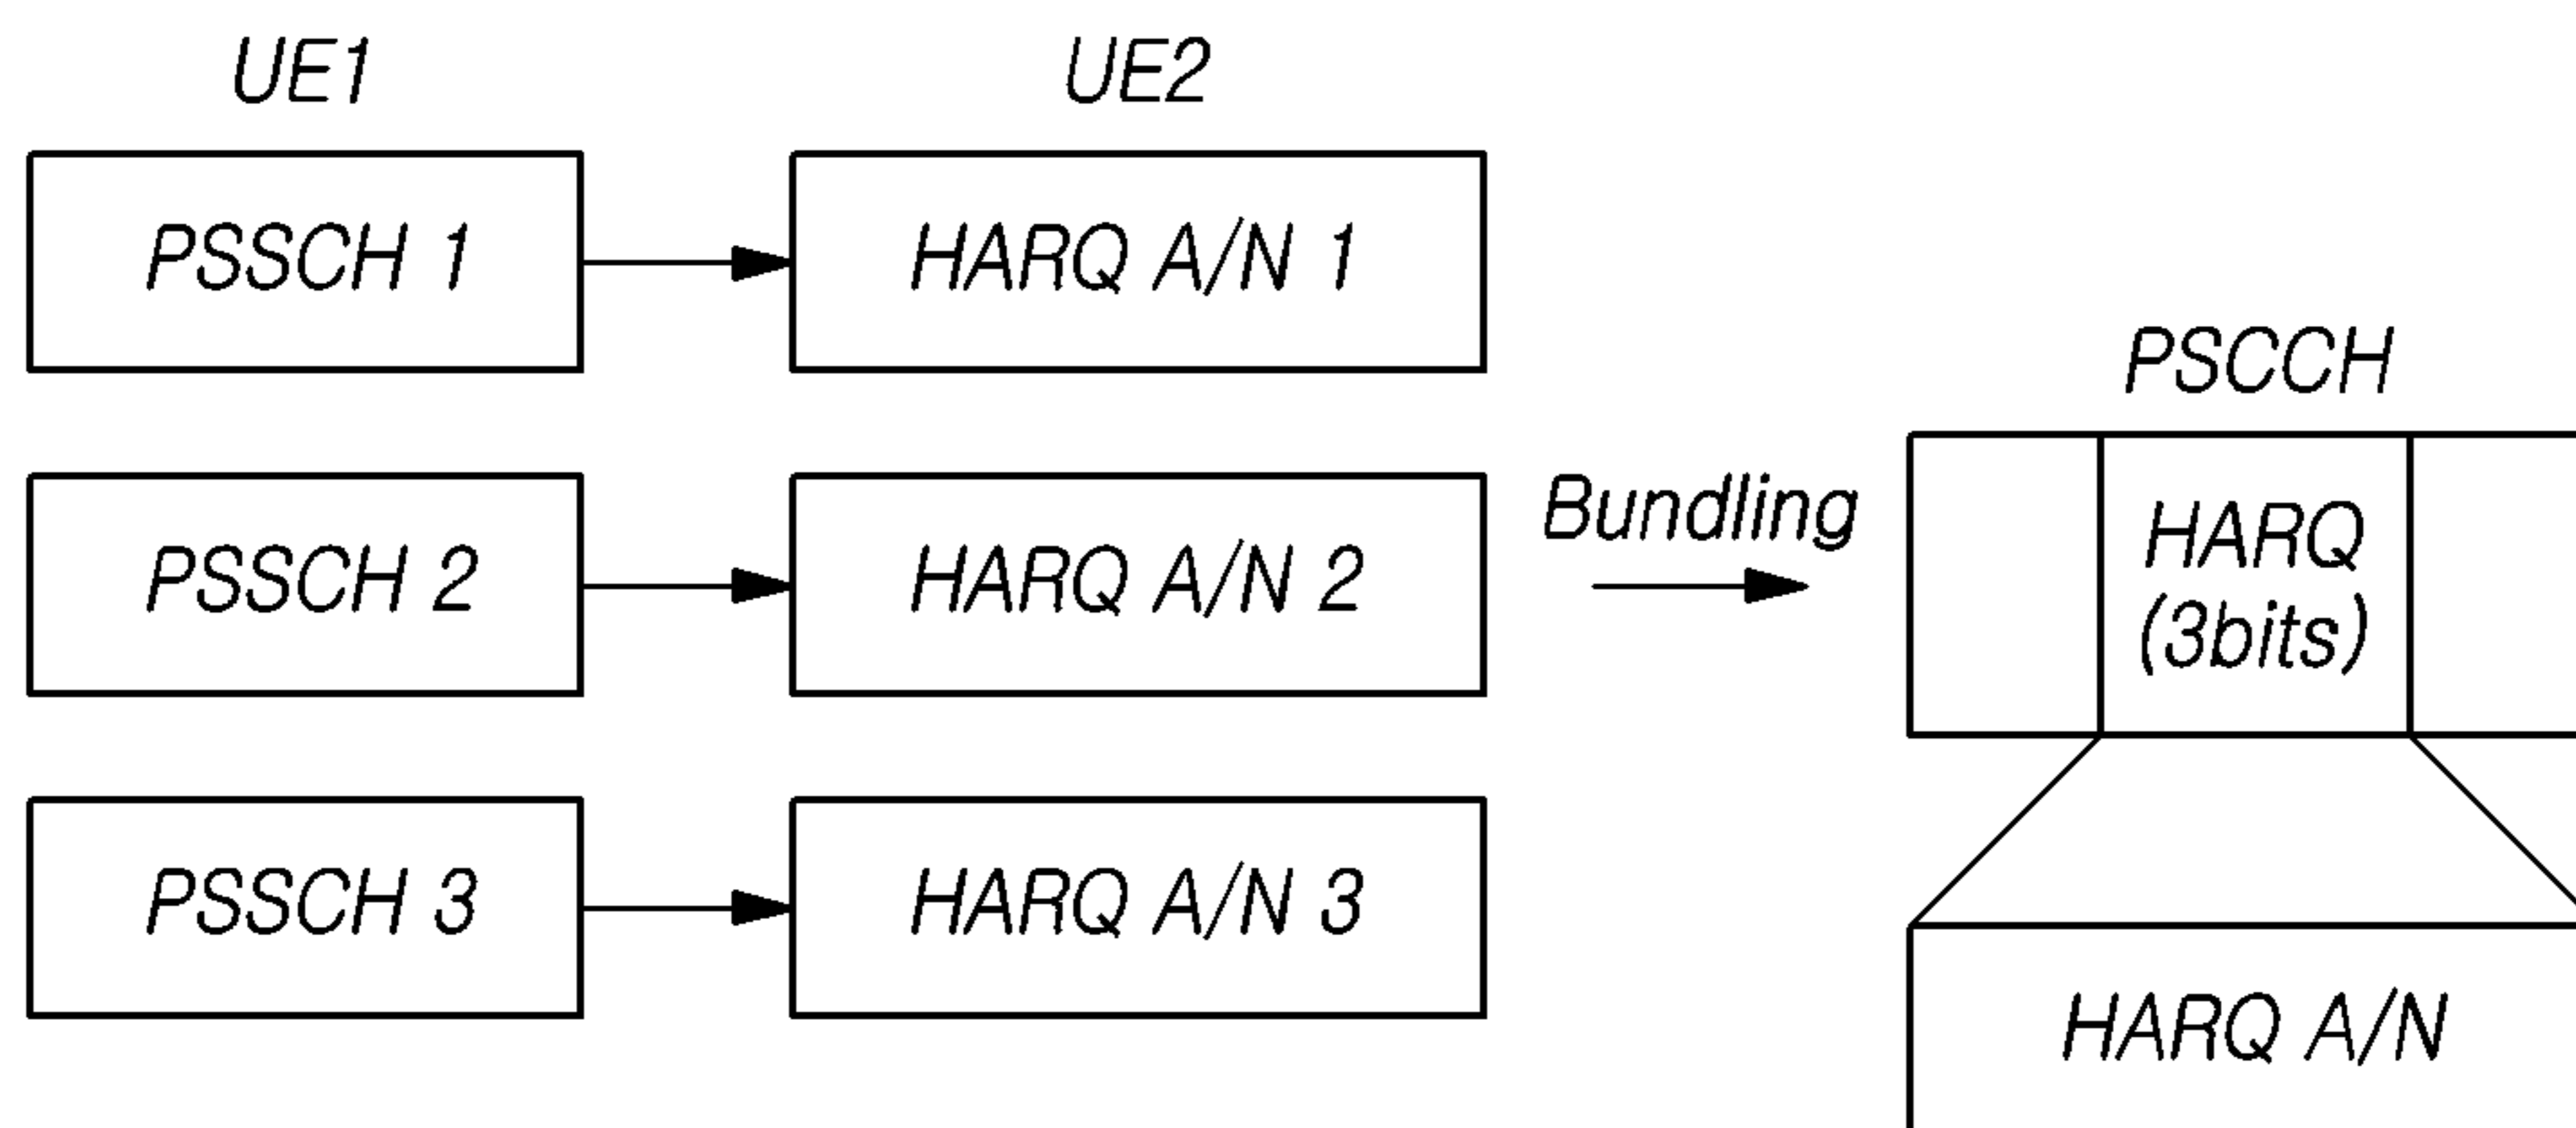 UE1
UE2
PSSCH 1
HARQ A/N 1
PSSCH 2
HARQ A/N 2
PSSCH 3
HARQ A/N 3
Bundling
PSCCH
HARQ
(3bits)
HARQ A/N